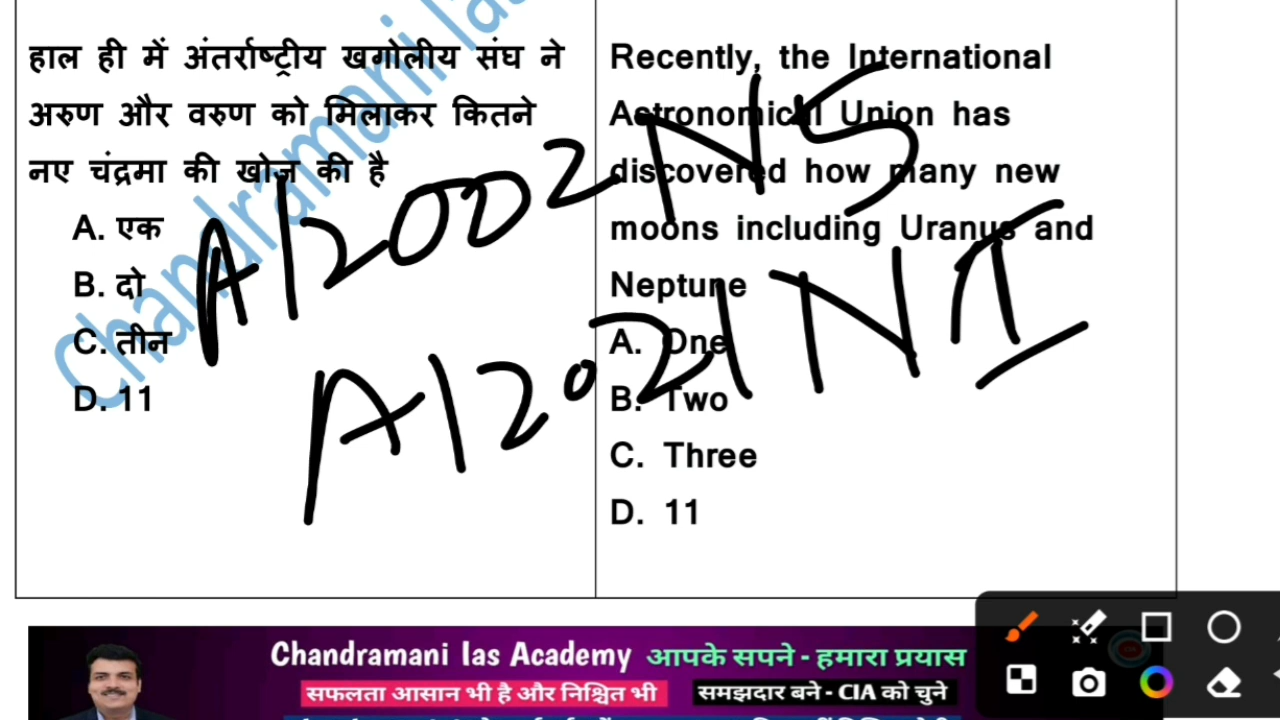 हाल ही में अंतर्राष्ट्रीय खगोलीय संघ ने
अरुण और वरुण को मिलाकर कितने
नए चंद्रमा की खोज की है
A. एक
B. दो
C. तीन
D. 11
Recently, the International
Astronomical Union has
discovered how many new
moons including Uranus and
Neptune
A. One
B. Two
C. Three
D. 11
A/2002 N5
A/2021 N1
Chandramani Ias
Chandramani Ias Academy आपके सपने - हमारा प्रयास
सफलता आसान भी है और निश्चित भी समझदार बने - CIA को चुने